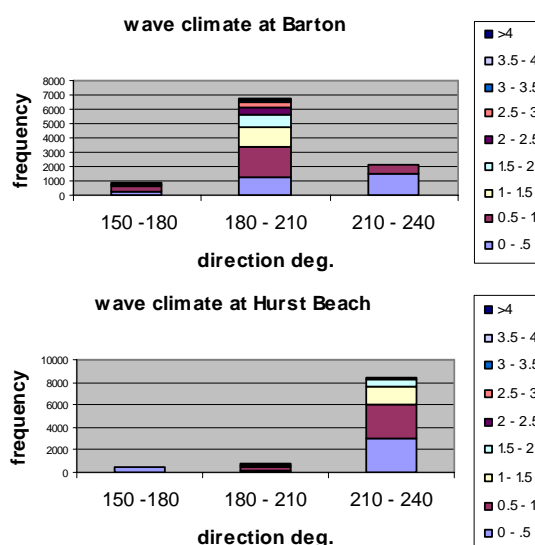 wave climate at Barton
frequency
8000
7000
6000
5000
4000
3000
2000
1000
0
150 -180
180 - 210
210 - 240
direction deg.
>4
3.5 - 4
3 - 3.5
2.5 - 3
2 - 2.5
1.5 - 2
1 - 1.5
0.5 - 1
0 - .5
wave climate at Hurst Beach
frequency
10000
8000
6000
4000
2000
0
150 -180
180 - 210
210 - 240
direction deg.
>4
3.5 - 4
3 - 3.5
2.5 - 3
2 - 2.5
1.5 - 2
1 - 1.5
0.5 - 1
0 - .5